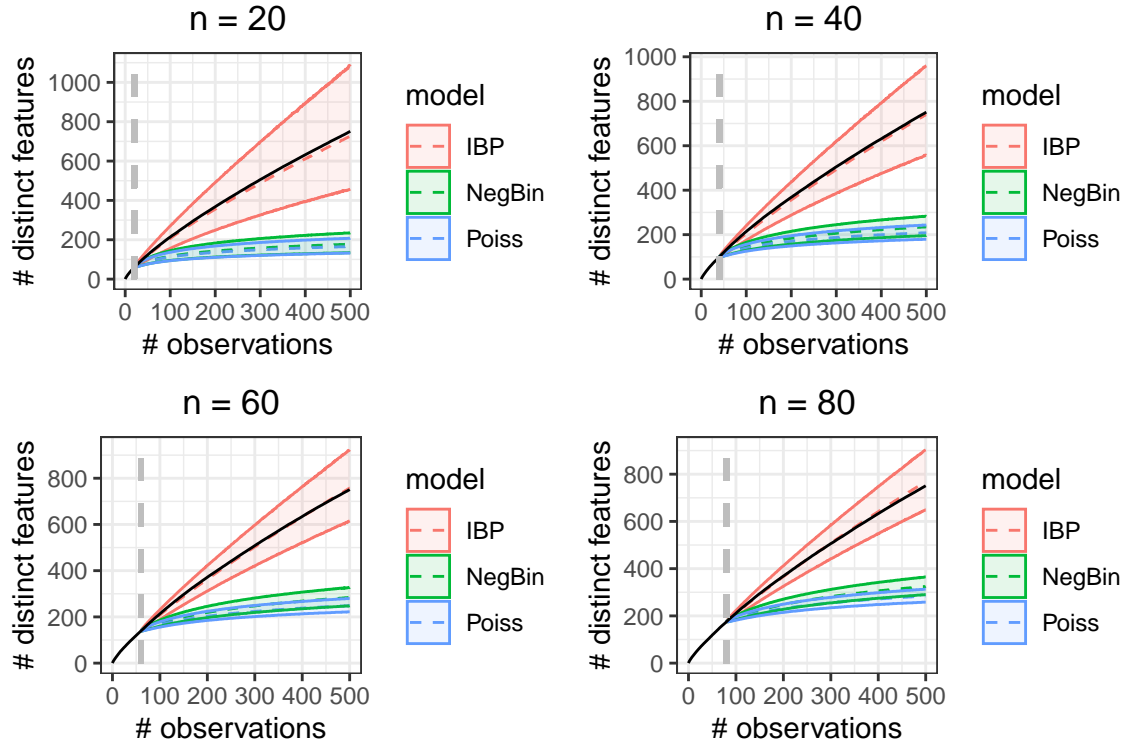 n = 20
# distinct features
1000
800
600
400
200
0
0 100 200 300 400 500
# observations
model
IBP
NegBin
Poiss
n = 40
# distinct features
1000
800
600
400
200
0
0 100 200 300 400 500
# observations
model
IBP
NegBin
Poiss
n = 60
# distinct features
800
600
400
200
0
0 100 200 300 400 500
# observations
model
IBP
NegBin
Poiss
n = 80
# distinct features
800
600
400
200
0
0 100 200 300 400 500
# observations
model
IBP
NegBin
Poiss